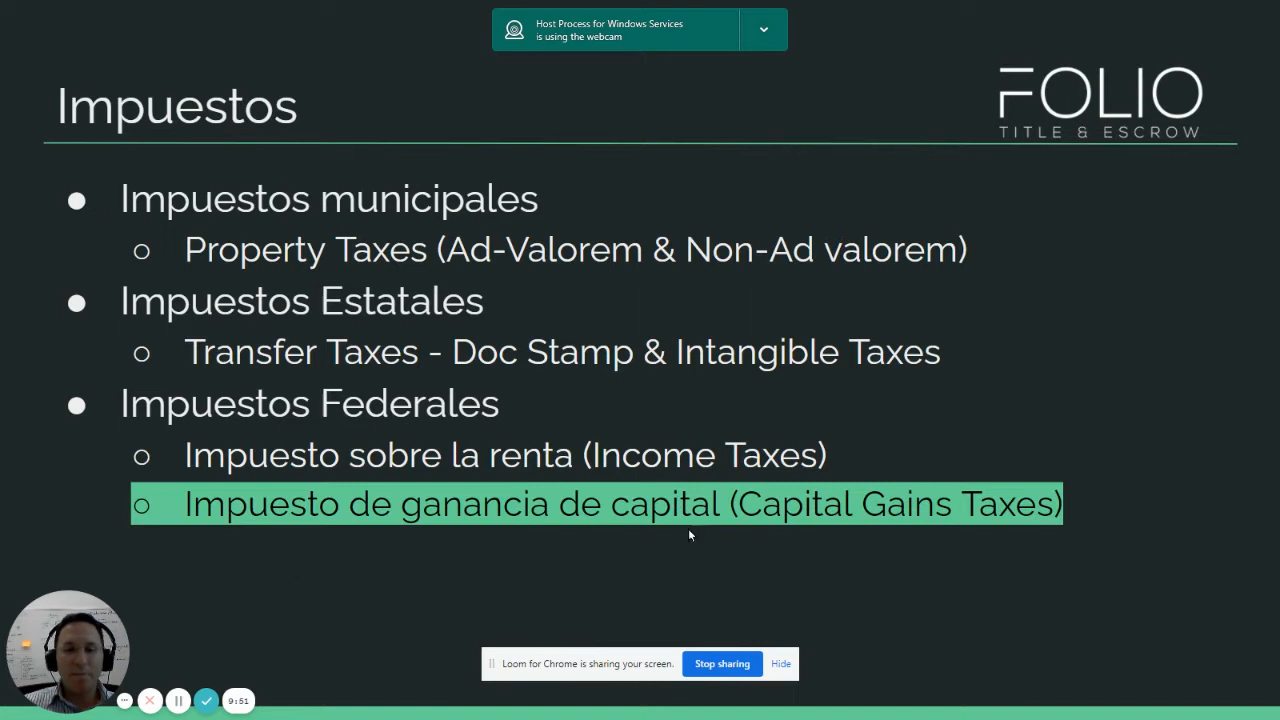 Host Process for Windows Services
is using the webcam
Impuestos
FOLIO
TITLE & ESCROW
● Impuestos municipales
○ Property Taxes (Ad-Valorem & Non-Ad valorem)
● Impuestos Estatales
○ Transfer Taxes - Doc Stamp & Intangible Taxes
● Impuestos Federales
○ Impuesto sobre la renta (Income Taxes)
○ Impuesto de ganancia de capital (Capital Gains Taxes)
Loom for Chrome is sharing your screen. Stop sharing Hide
9:51